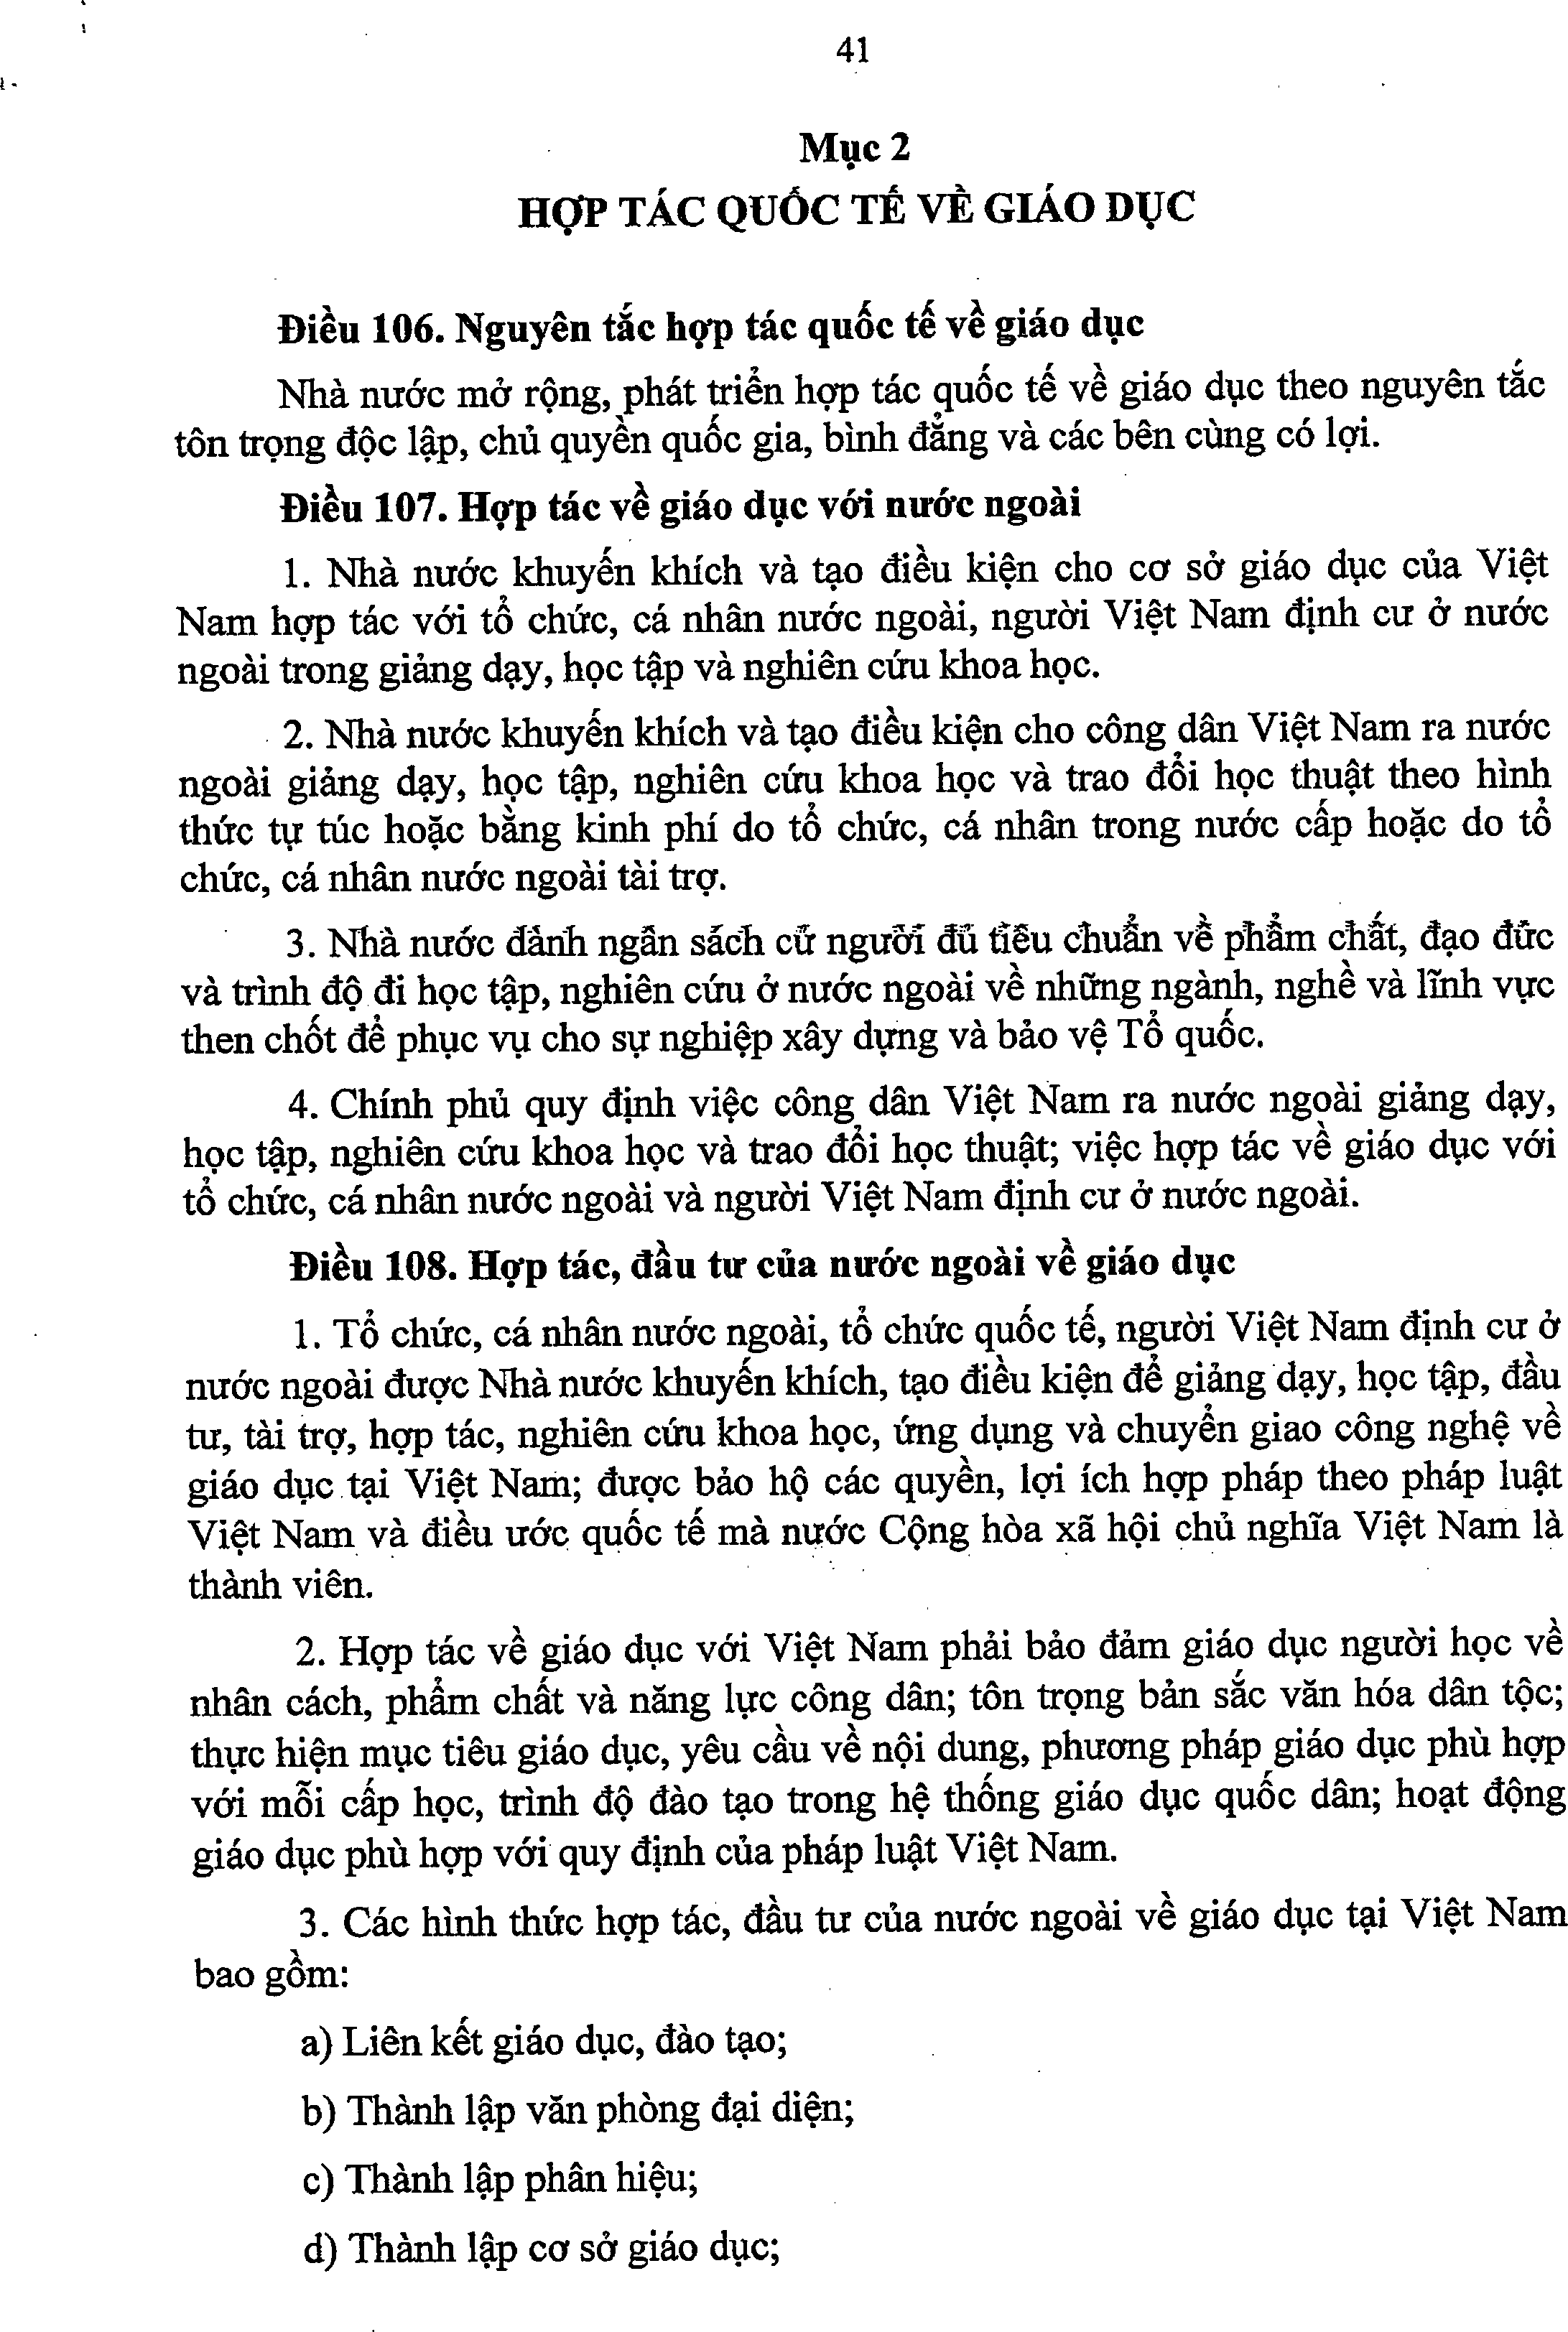 41
Mục 2
HỢP TÁC QUỐC TẾ VỀ GIÁO DỤC
Điều 106. Nguyên tắc hợp tác quốc tế về giáo dục
Nhà nước mở rộng, phát triển hợp tác quốc tế về giáo dục theo nguyên tắc
tôn trọng độc lập, chủ quyền quốc gia, bình đẳng và các bên cùng có lợi.
Điều 107. Hợp tác về giáo dục với nước ngoài
1. Nhà nước khuyến khích và tạo điều kiện cho cơ sở giáo dục của Việt
Nam hợp tác với tổ chức, cá nhân nước ngoài, người Việt Nam định cư ở nước
ngoài trong giảng dạy, học tập và nghiên cứu khoa học.
2. Nhà nước khuyến khích và tạo điều kiện cho công dân Việt Nam ra nước
ngoài giảng dạy, học tập, nghiên cứu khoa học và trao đổi học thuật theo hình
thức tự túc hoặc bằng kinh phí do tổ chức, cá nhân trong nước cấp hoặc do tổ
chức, cá nhân nước ngoài tài trợ.
3. Nhà nước dành ngân sách cử người đủ tiêu chuẩn về phẩm chất, đạo đức
và trình độ đi học tập, nghiên cứu ở nước ngoài về những ngành, nghề và lĩnh vực
then chốt để phục vụ cho sự nghiệp xây dựng và bảo vệ Tổ quốc.
4. Chính phủ quy định việc công dân Việt Nam ra nước ngoài giảng dạy,
học tập, nghiên cứu khoa học và trao đổi học thuật; việc hợp tác về giáo dục với
tổ chức, cá nhân nước ngoài và người Việt Nam định cư ở nước ngoài.
Điều 108. Hợp tác, đầu tư của nước ngoài về giáo dục
1. Tổ chức, cá nhân nước ngoài, tổ chức quốc tế, người Việt Nam định cư ở
nước ngoài được Nhà nước khuyến khích, tạo điều kiện để giảng dạy, học tập, đầu
tư, tài trợ, hợp tác, nghiên cứu khoa học, ứng dụng và chuyển giao công nghệ về
giáo dục tại Việt Nam; được bảo hộ các quyền, lợi ích hợp pháp theo pháp luật
Việt Nam và điều ước quốc tế mà nước Cộng hòa xã hội chủ nghĩa Việt Nam là
thành viên.
2. Hợp tác về giáo dục với Việt Nam phải bảo đảm giáo dục người học về
nhân cách, phẩm chất và năng lực công dân; tôn trọng bản sắc văn hóa dân tộc;
thực hiện mục tiêu giáo dục, yêu cầu về nội dung, phương pháp giáo dục phù hợp
với mỗi cấp học, trình độ đào tạo trong hệ thống giáo dục quốc dân; hoạt động
giáo dục phù hợp với quy định của pháp luật Việt Nam.
3. Các hình thức hợp tác, đầu tư của nước ngoài về giáo dục tại Việt Nam
bao gồm:
a) Liên kết giáo dục, đào tạo;
b) Thành lập văn phòng đại diện;
c) Thành lập phân hiệu;
d) Thành lập cơ sở giáo dục;